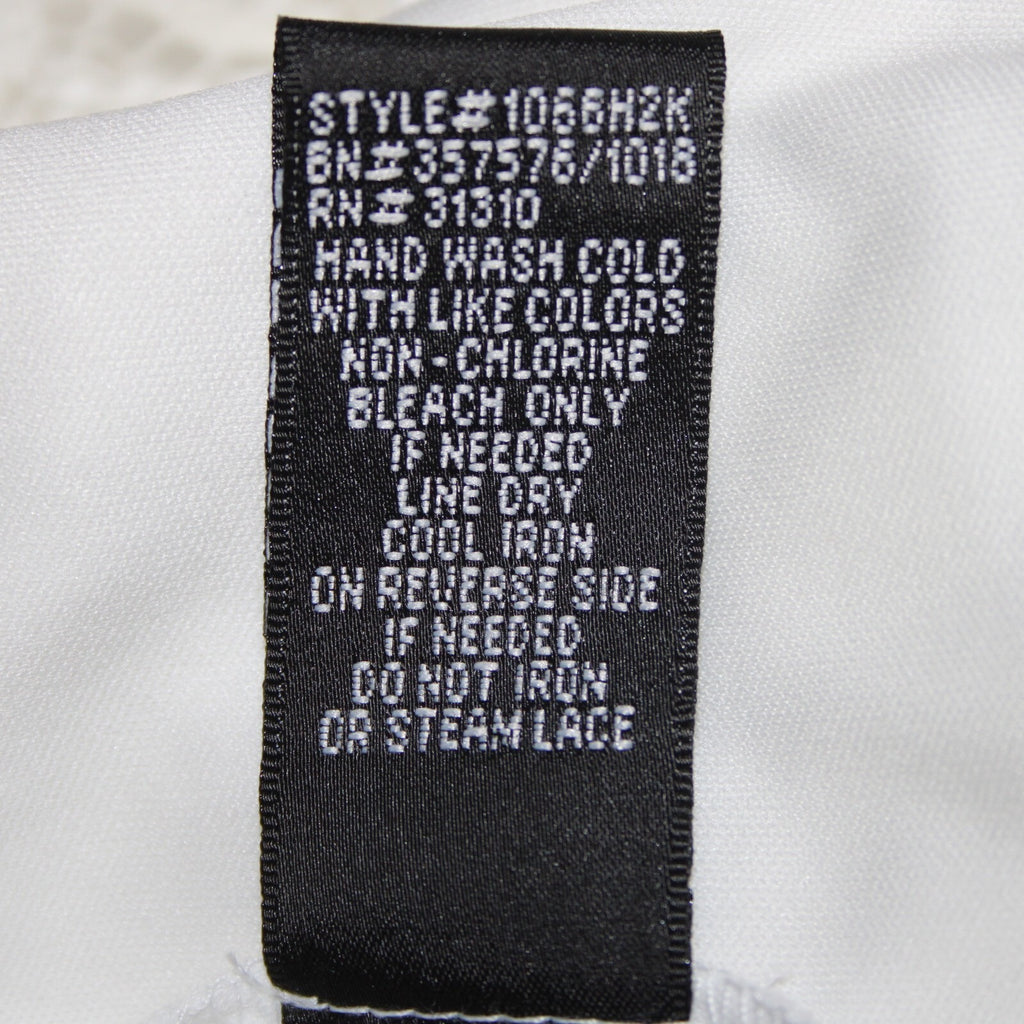 STYLE#1066H2K
BN#357576/1018
RN# 31310
HAND WASH COLD
WITH LIKE COLORS
NON-CHLORINE
BLEACH ONLY
IF NEEDED
LINE DRY
COOL IRON
ON REVERSE SIDE
IF NEEDED
DO NOT IRON
OR STEAM LACE